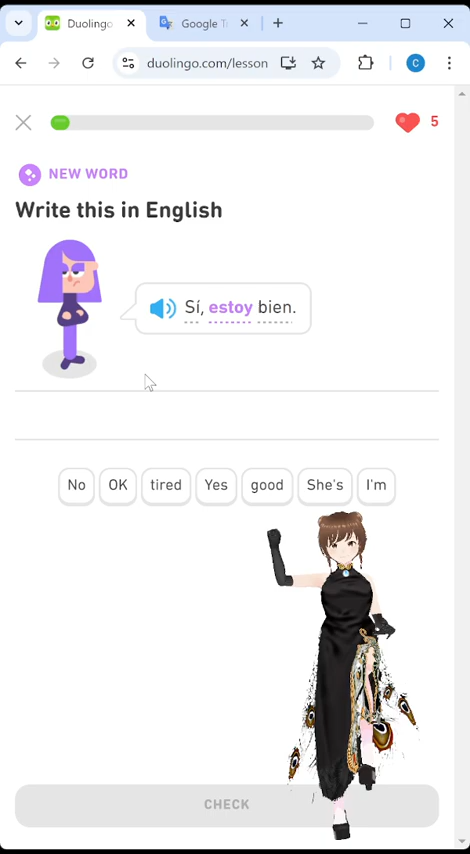 Duolingo
Google Tr
duolingo.com/lesson
C
5
NEW WORD
Write this in English
Sí, estoy bien.
No OK tired Yes good She's I'm
CHECK